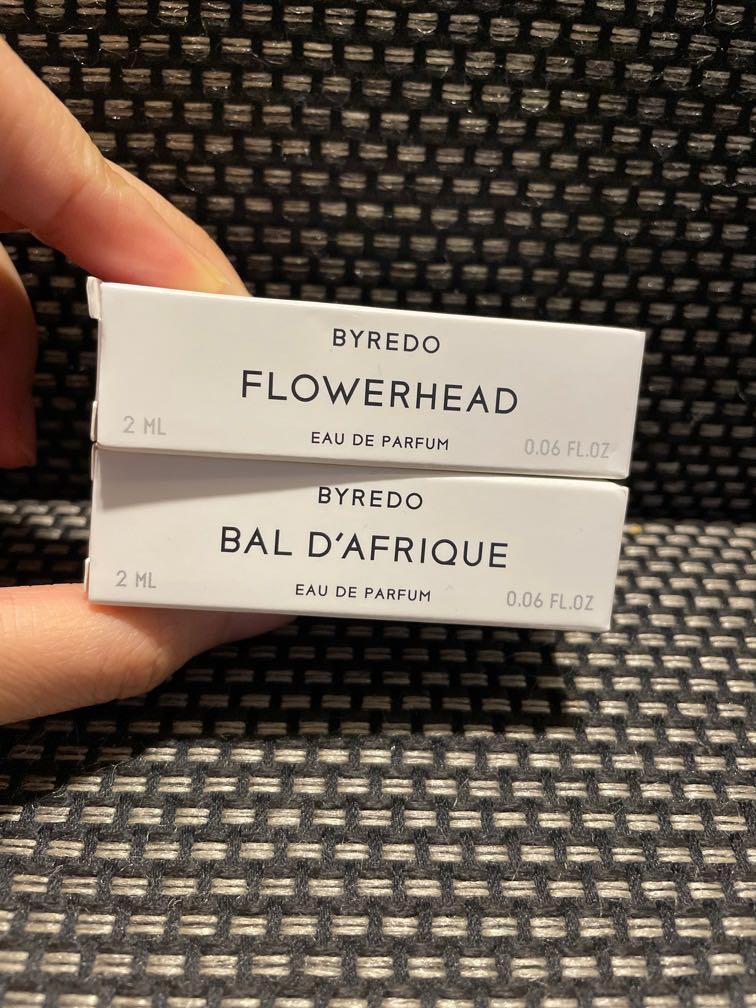 BYREDO
FLOWERHEAD
2 ML
EAU DE PARFUM
0.06 FL.OZ
BYREDO
BAL D'AFRIQUE
2 ML
EAU DE PARFUM
0.06 FL.OZ